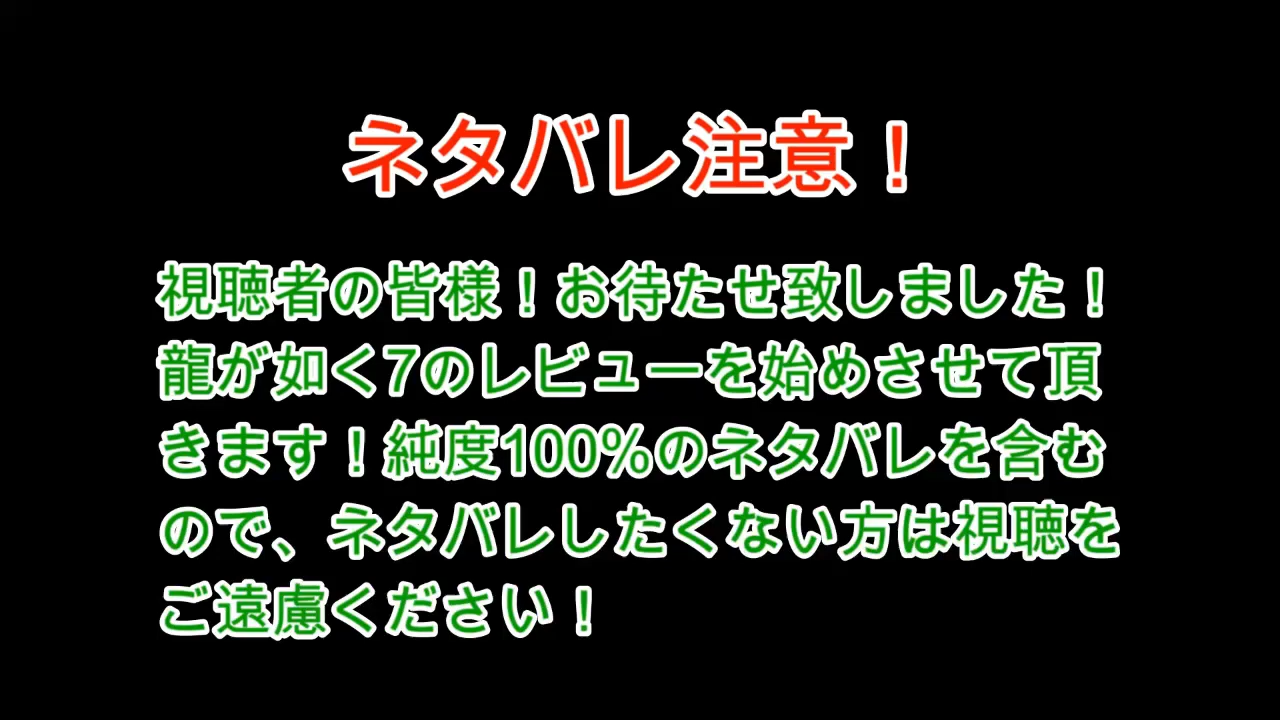 ネタバレ注意！
視聴者の皆様！お待たせ致しました！
龍が如く7のレビューを始めさせて頂
きます！純度100%のネタバレを含む
ので、ネタバレしたくない方は視聴を
ご遠慮ください！